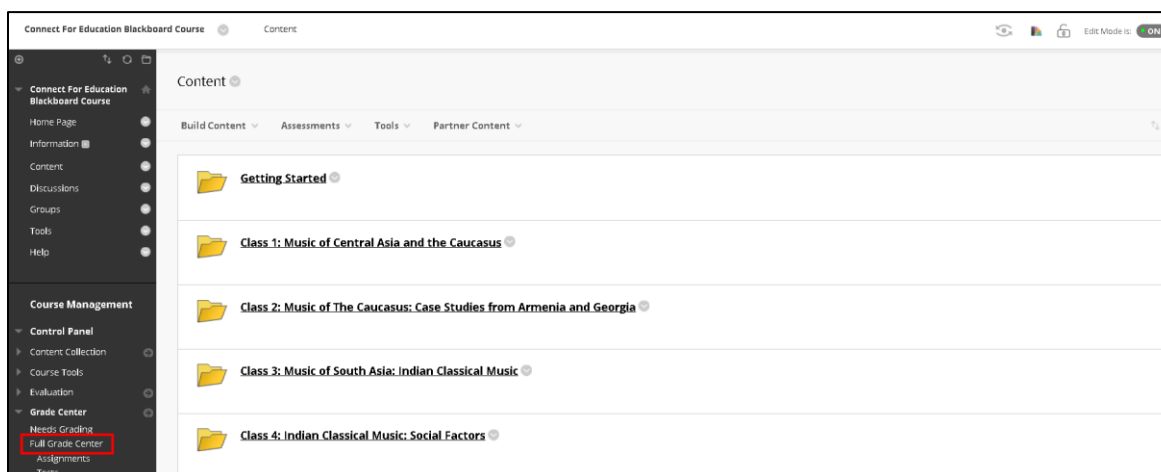 Connect For Education Blackboard Course Content Edit Mode is: ON
Connect For Education
Blackboard Course
Home Page
Information
Content
Discussions
Groups
Tools
Help
Course Management
Control Panel
Content Collection
Course Tools
Evaluation
Grade Center
Needs Grading
Full Grade Center
Assignments
Tests
Content
Build Content Assessments Tools Partner Content
Getting Started
Class 1: Music of Central Asia and the Caucasus
Class 2: Music of The Caucasus: Case Studies from Armenia and Georgia
Class 3: Music of South Asia: Indian Classical Music
Class 4: Indian Classical Music: Social Factors